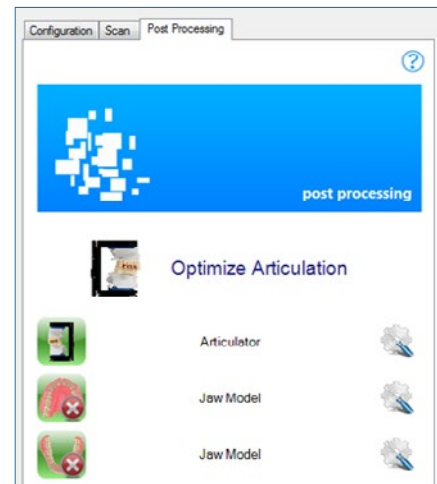 Configuration Scan Post Processing
?
post processing
Optimize Articulation
Articulator
Jaw Model
Jaw Model